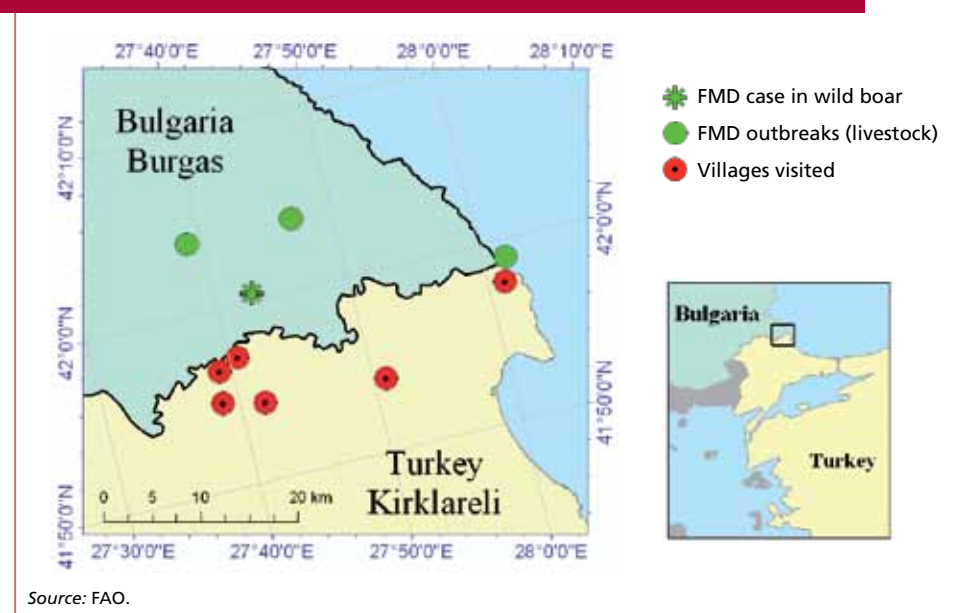 27°40'0"E 27°50'0"E 28°0'0"E 28°10'0"E
42°10'0"N
42°0'0"N
41°50'0"N
Bulgaria
Burgas
42°0'0"N
41°50'0"N
Turkey
Kirklareli
0 5 10 20 km
27°30'0"E 27°40'0"E 27°50'0"E 28°0'0"E
FMD case in wild boar
FMD outbreaks (livestock)
Villages visited
Bulgaria
Turkey
Source: FAO.